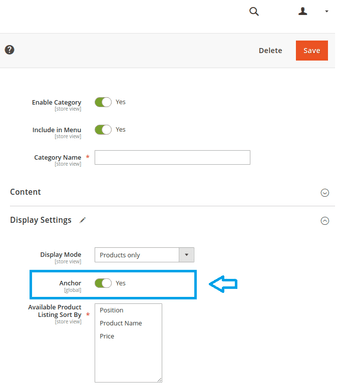 Delete Save
Enable Category Yes
[store view]
Include in Menu Yes
[store view]
Category Name *
[store view]
Content
Display Settings
Display Mode Products only
[store view]
Anchor Yes
[global]
Available Product
Listing Sort By *
[store view]
Position
Product Name
Price